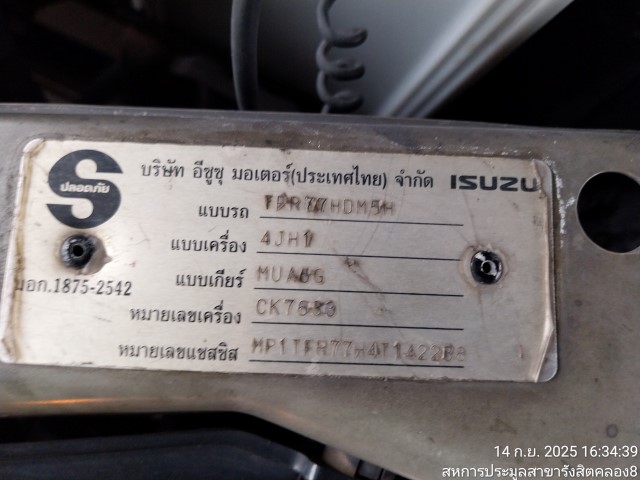 S
ปลอดภัย
บริษัท อีซูซุ มอเตอร์(ประเทศไทย) จำกัด ISUZU
แบบรถ TFR77HDM5H
แบบเครื่อง 4JH1
แบบเกียร์ MUA5G
มอก.1875-2542
หมายเลขเครื่อง
หมายเลขแชสซิส
14 ก.ย. 2025 16:34:39
สหการประมูลสาขารังสิตคลอง8